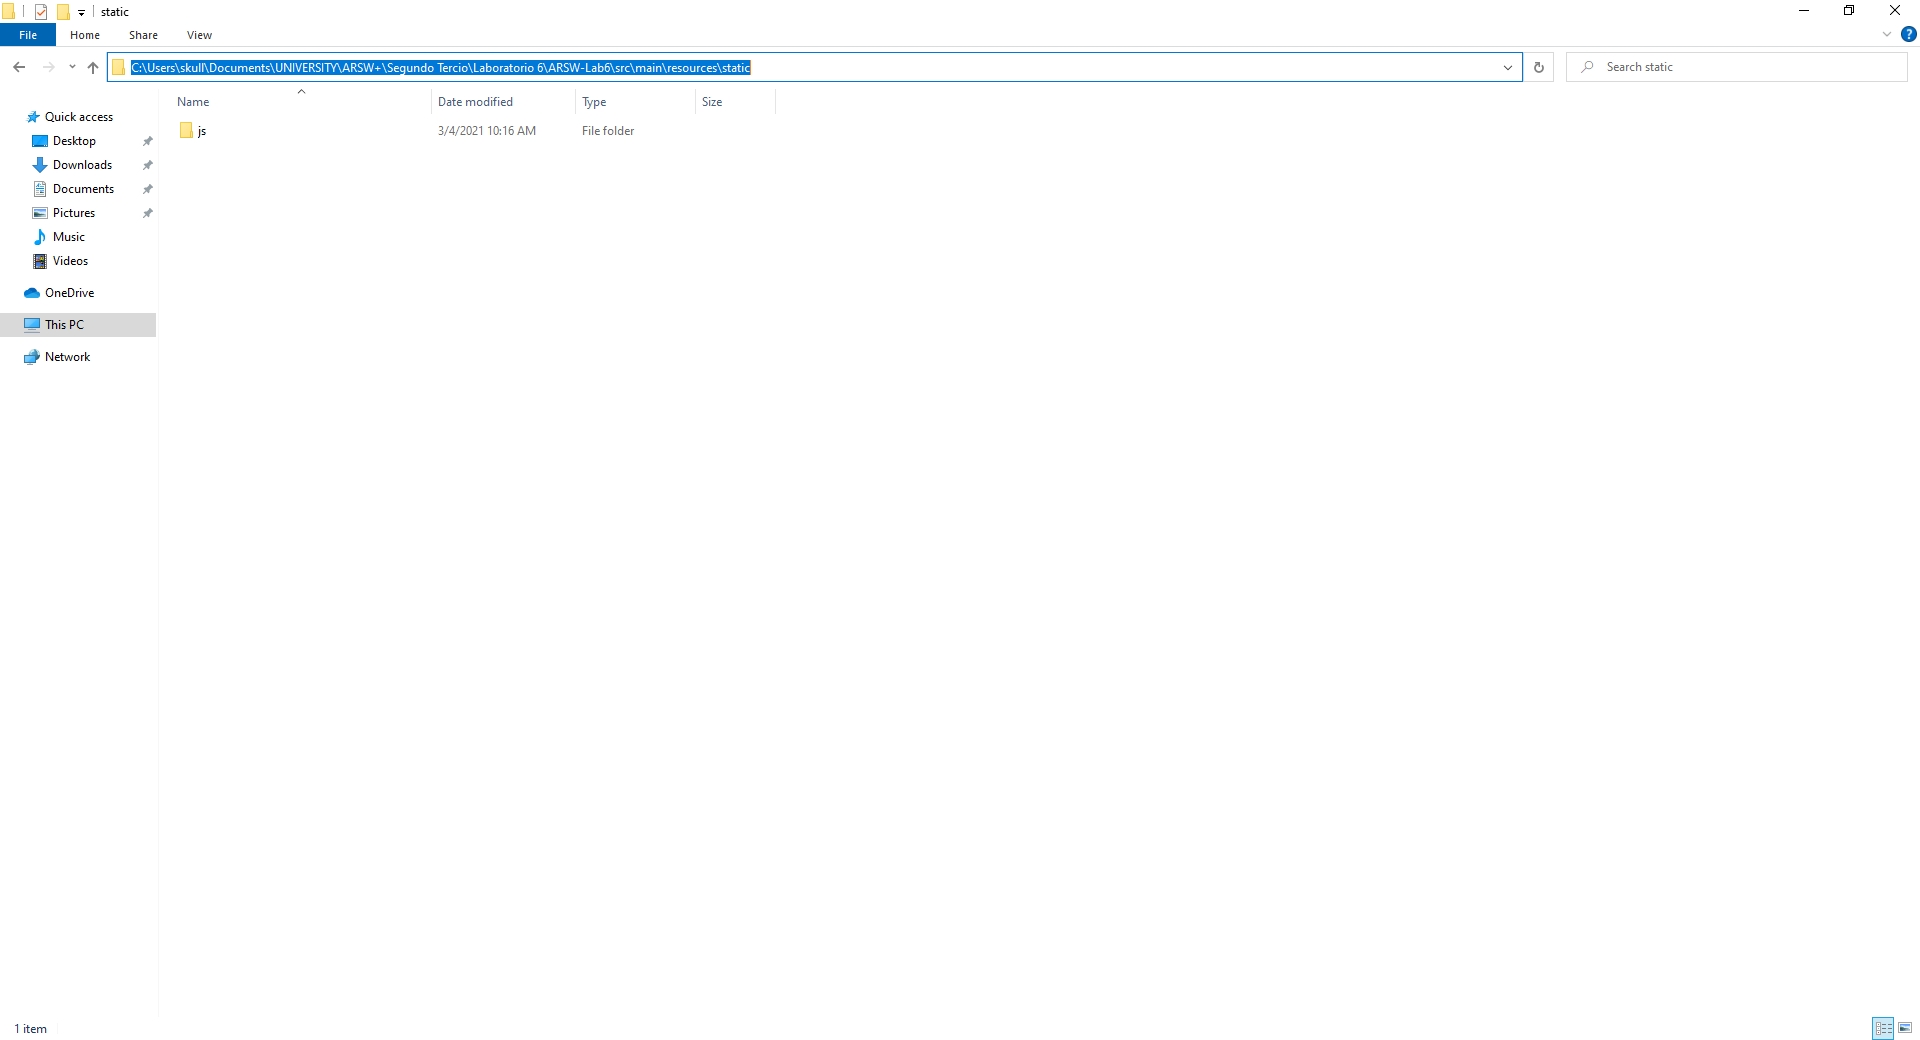 static
File Home Share View
C:\Users\skull\Documents\UNIVERSITY\ARSW+\Segundo Tercio\Laboratorio 6\ARSW-Lab6\src\main\resources\static
Search static
Name Date modified Type Size
js 3/4/2021 10:16 AM File folder
Quick access
Desktop
Downloads
Documents
Pictures
Music
Videos
OneDrive
This PC
Network
1 item